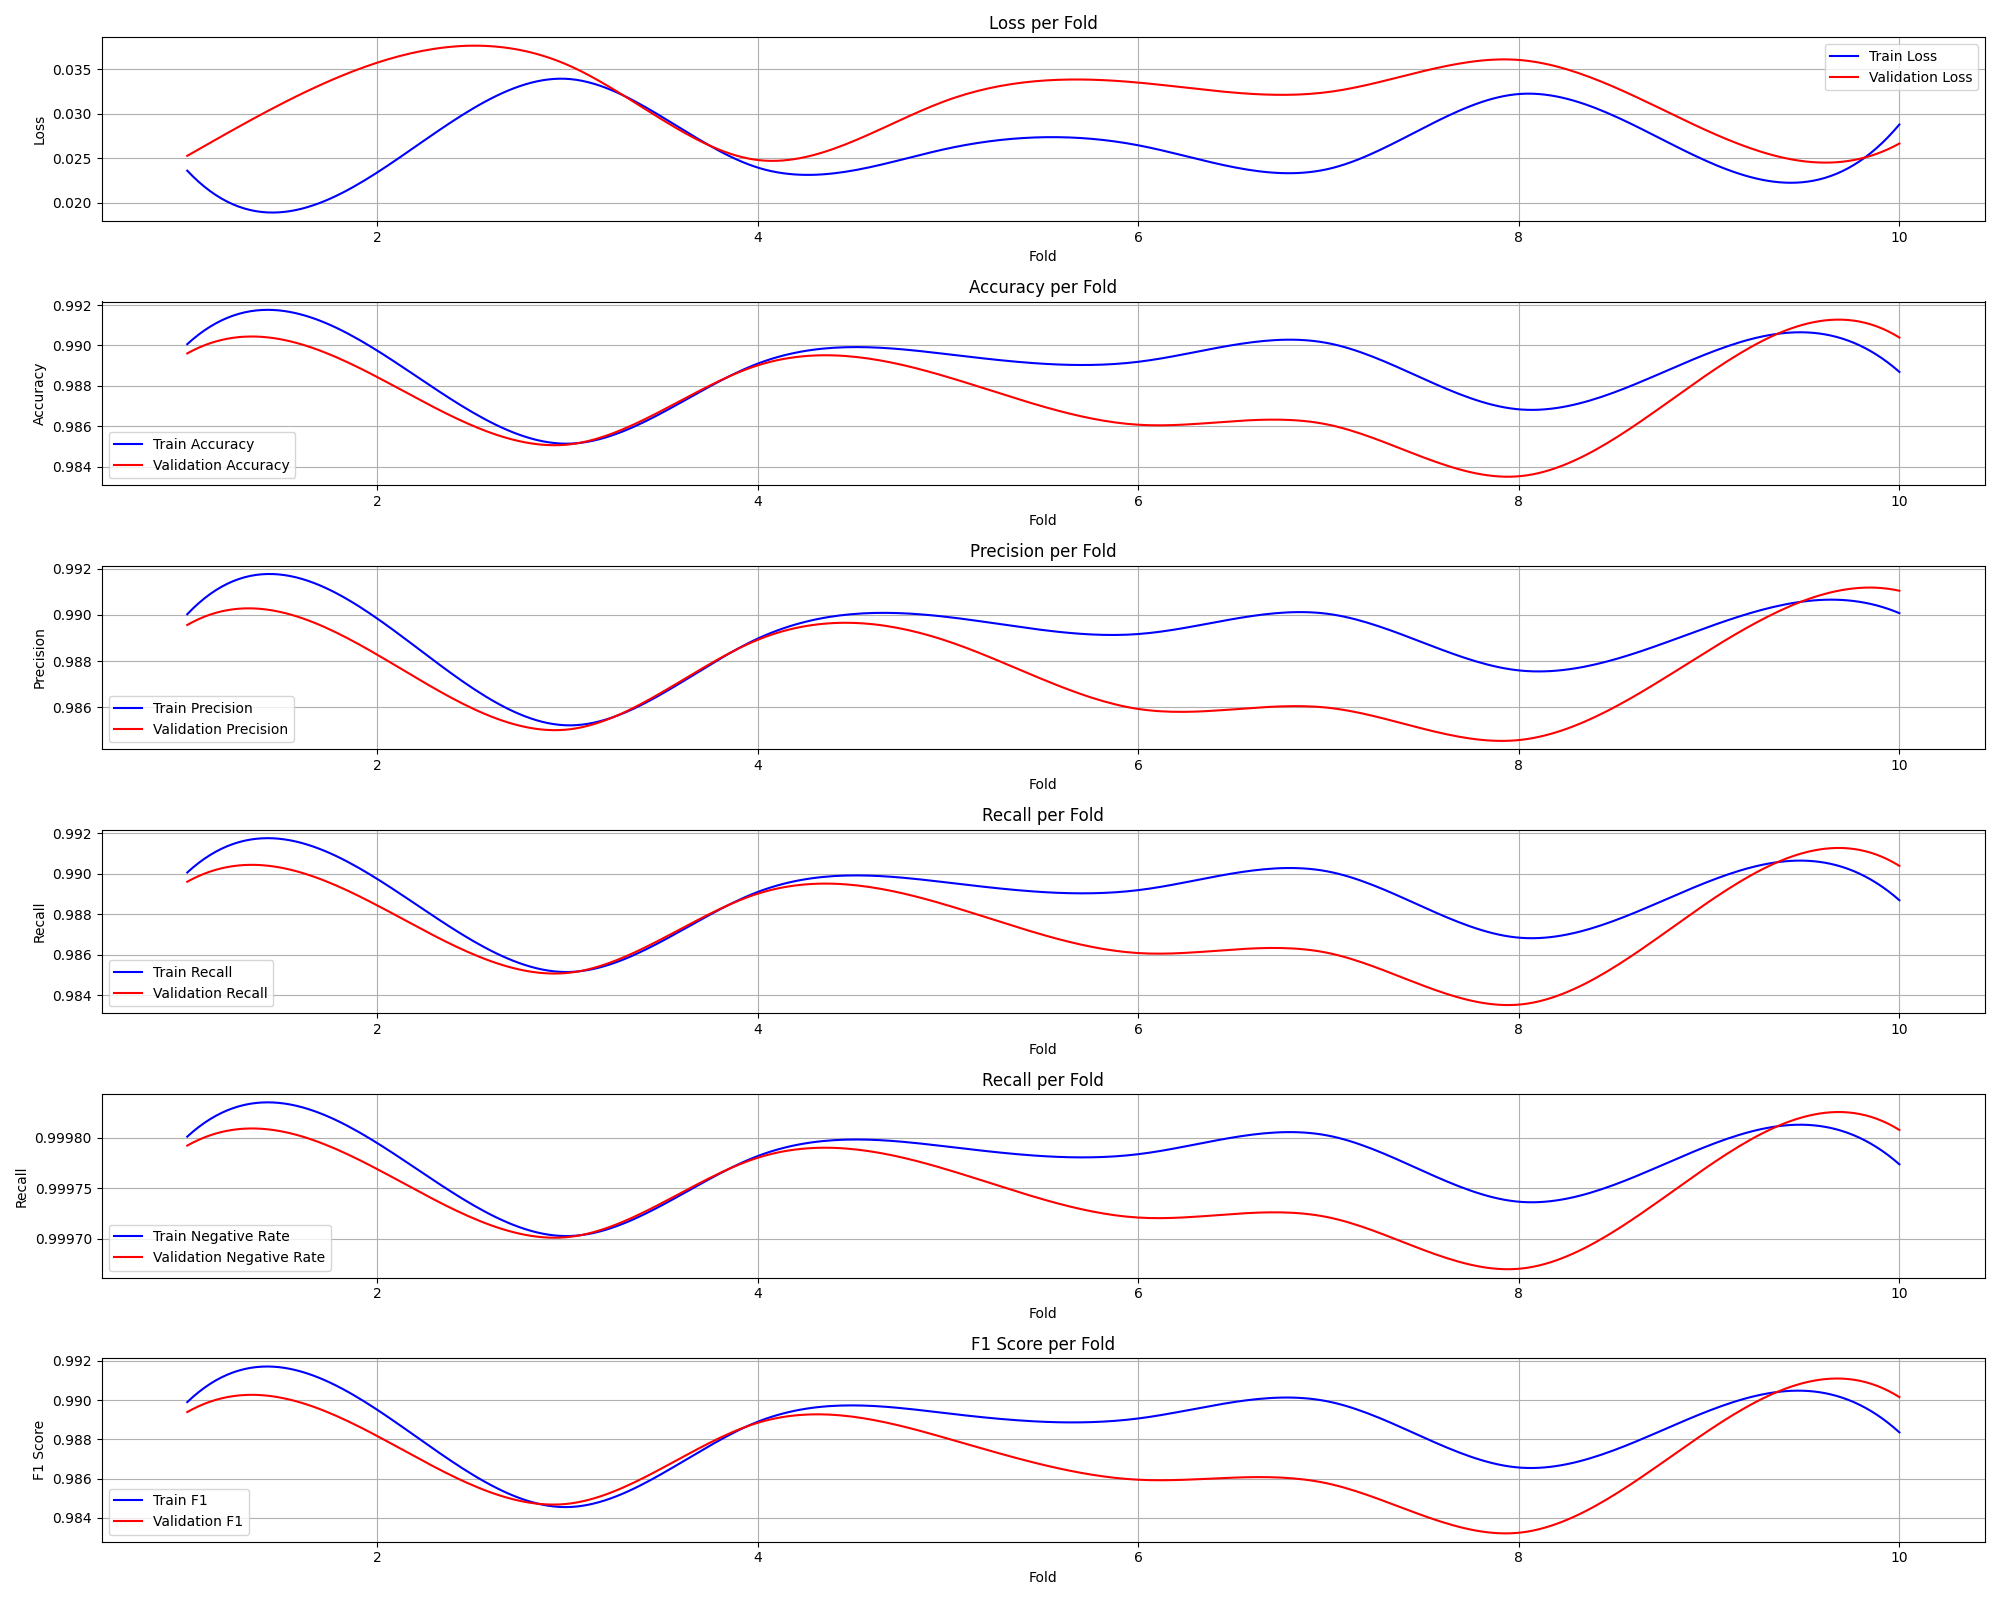 Loss per Fold
0.035
0.030
0.025
0.020
Loss
Train Loss
Validation Loss
2 4 6 8 10
Fold
Accuracy per Fold
0.992
0.990
0.988
0.986
0.984
Accuracy
Train Accuracy
Validation Accuracy
2 4 6 8 10
Fold
Precision per Fold
0.992
0.990
0.988
0.986
Precision
Train Precision
Validation Precision
2 4 6 8 10
Fold
Recall per Fold
0.992
0.990
0.988
0.986
0.984
Recall
Train Recall
Validation Recall
2 4 6 8 10
Fold
Recall per Fold
0.99980
0.99975
0.99970
Recall
Train Negative Rate
Validation Negative Rate
2 4 6 8 10
Fold
F1 Score per Fold
0.992
0.990
0.988
0.986
0.984
F1 Score
Train F1
Validation F1
2 4 6 8 10
Fold